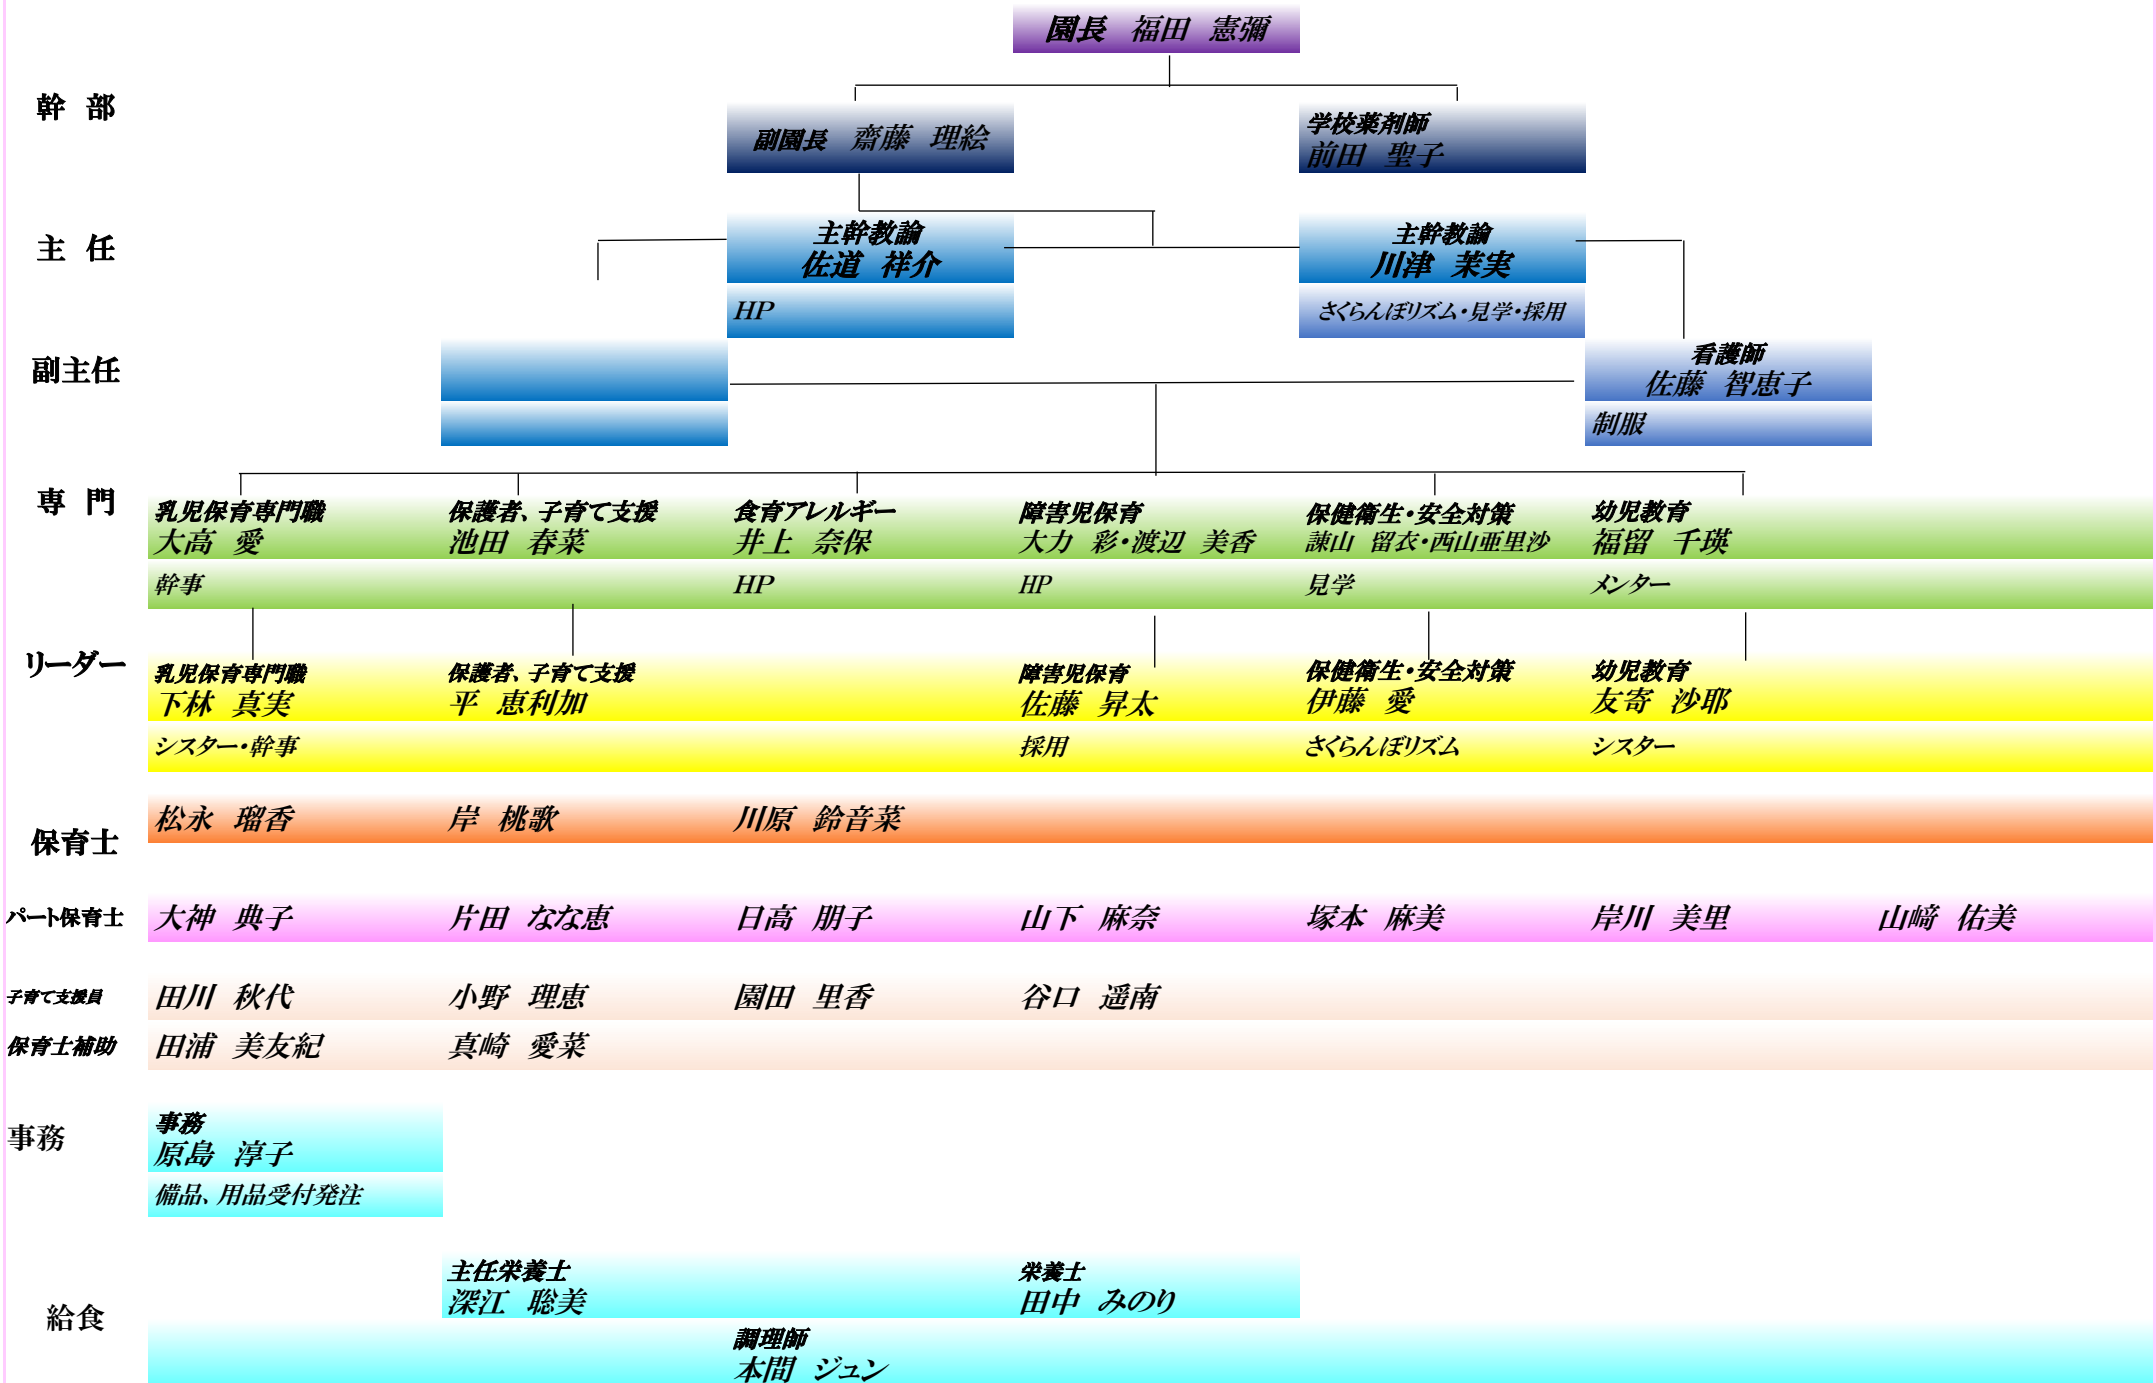 園長 福田 憲彌
幹 部
副園長 齋藤 理絵
学校薬剤師
前田 聖子
主 任
主幹教諭
佐道 祥介
主幹教諭
川津 茉実
HP
さくらんぼリズム・見学・採用
副主任
看護師
佐藤 智恵子
制服
専 門
乳児保育専門職
大高 愛
保護者、子育て支援
池田 春菜
食育アレルギー
井上 奈保
障害児保育
大力 彩・渡辺 美香
保健衛生・安全対策
諫山 留衣・西山亜里沙
幼児教育
福留 千瑛
幹事
HP
HP
見学
メンター
リーダー
乳児保育専門職
下林 真実
保護者、子育て支援
平 恵利加
障害児保育
佐藤 昇太
保健衛生・安全対策
伊藤 愛
幼児教育
友寄 沙耶
シスター・幹事
採用
さくらんぼリズム
シスター
保育士
松永 瑠香
岸 桃歌
川原 鈴音菜
パート保育士
大神 典子
片田 なな恵
日高 朋子
山下 麻奈
塚本 麻美
岸川 美里
山﨑 佑美
子育て支援員
田川 秋代
小野 理恵
園田 里香
谷口 遥南
保育士補助
田浦 美友紀
真崎 愛菜
事務
事務
原島 淳子
備品、用品受付発注
給食
主任栄養士
深江 聡美
栄養士
田中 みのり
調理師
本間 ジュン